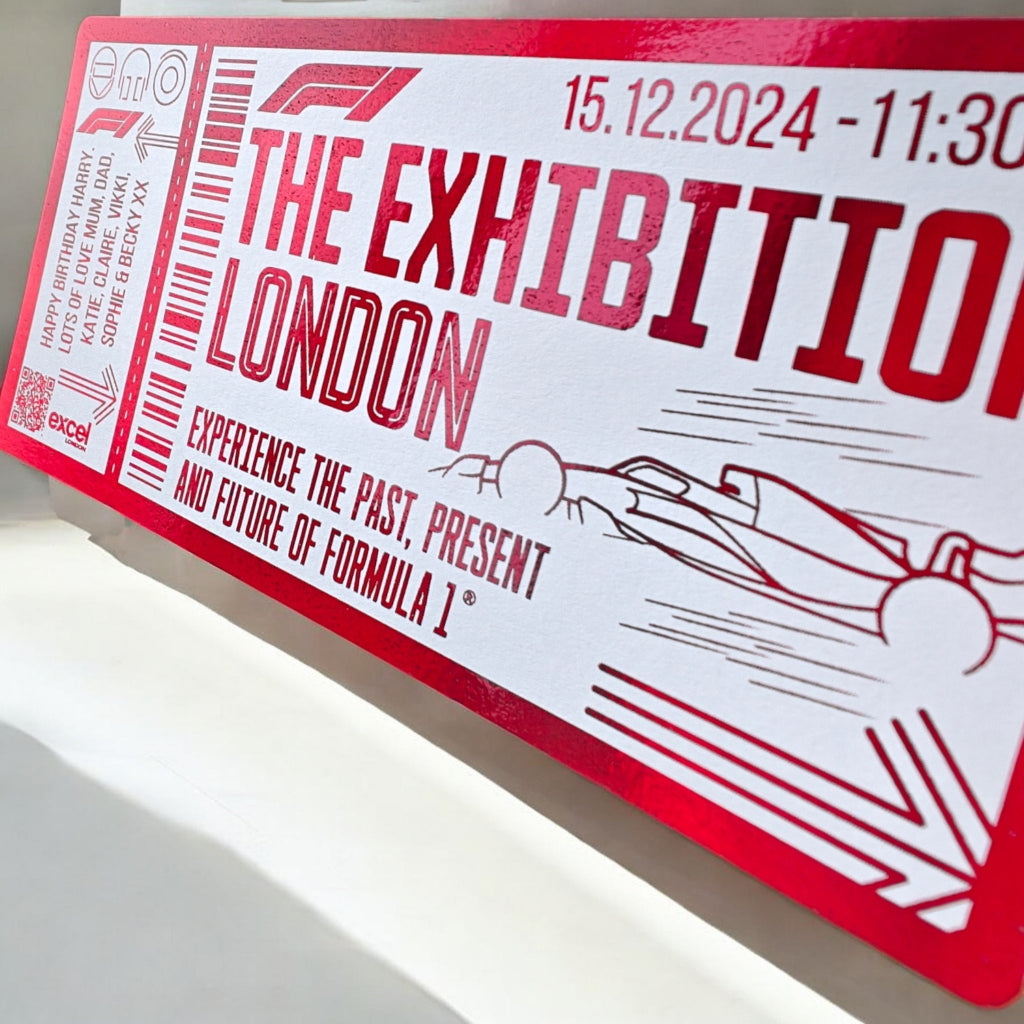 15.12.2024 - 11:30
THE EXHIBITIO
LONDON
EXPERIENCE THE PAST, PRESENT
AND FUTURE OF FORMULA 1®
HAPPY BIRTHDAY HARRY.
LOTS OF LOVE MUM, DAD,
KATIE, CLAIRE, VIKKI,
SOPHIE & BECKY XX
excel
LONDON